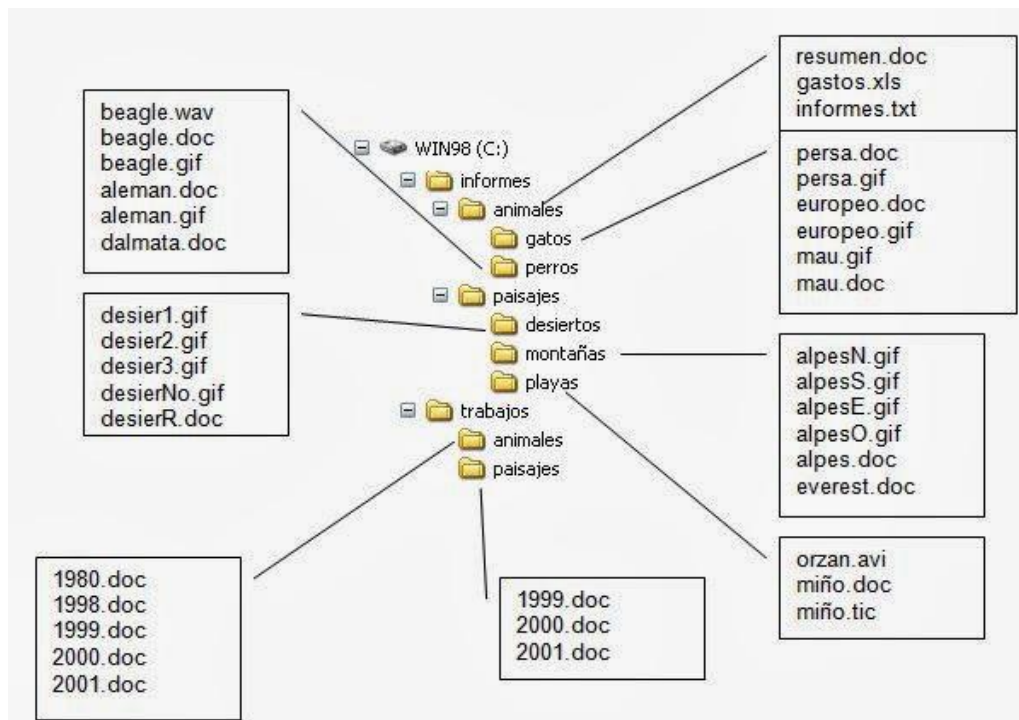 resumen.doc
gastos.xls
informes.txt
beagle.wav
beagle.doc
beagle.gif
aleman.doc
aleman.gif
dalmata.doc
WIN98 (C:)
informes
animales
gatos
perros
paisajes
desiertos
montañas
playas
trabajos
animales
paisajes
persa.doc
persa.gif
europeo.doc
europeo.gif
mau.gif
mau.doc
desier1.gif
desier2.gif
desier3.gif
desierNo.gif
desierR.doc
alpesN.gif
alpesS.gif
alpesE.gif
alpesO.gif
alpes.doc
everest.doc
orzan.avi
miño.doc
miño.tic
1980.doc
1998.doc
1999.doc
2000.doc
2001.doc
1999.doc
2000.doc
2001.doc